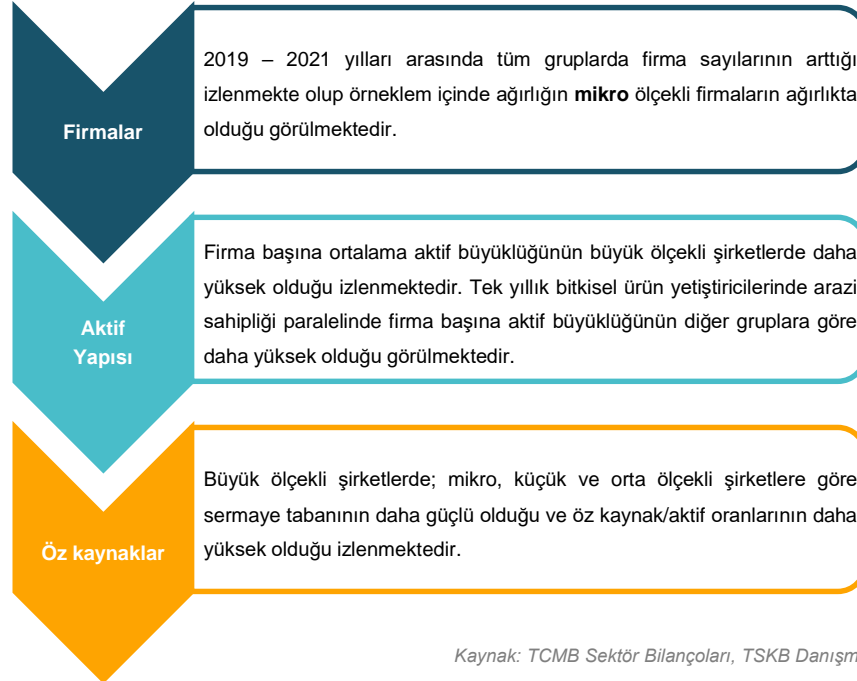 Firmalar
2019 – 2021 yılları arasında tüm gruplarda firma sayılarının arttığı
izlenmekte olup örneklem içinde ağırlığın mikro ölçekli firmaların ağırlıkta
olduğu görülmektedir.
Aktif
Yapısı
Firma başına ortalama aktif büyüklüğünün büyük ölçekli şirketlerde daha
yüksek olduğu izlenmektedir. Tek yıllık bitkisel ürün yetiştiricilerinde arazi
sahipliği paralelinde firma başına aktif büyüklüğünün diğer gruplara göre
daha yüksek olduğu görülmektedir.
Öz kaynaklar
Büyük ölçekli şirketlerde; mikro, küçük ve orta ölçekli şirketlere göre
sermaye tabanının daha güçlü olduğu ve öz kaynak/aktif oranlarının daha
yüksek olduğu izlenmektedir.
Kaynak: TCMB Sektör Bilançoları, TSKB Danışm